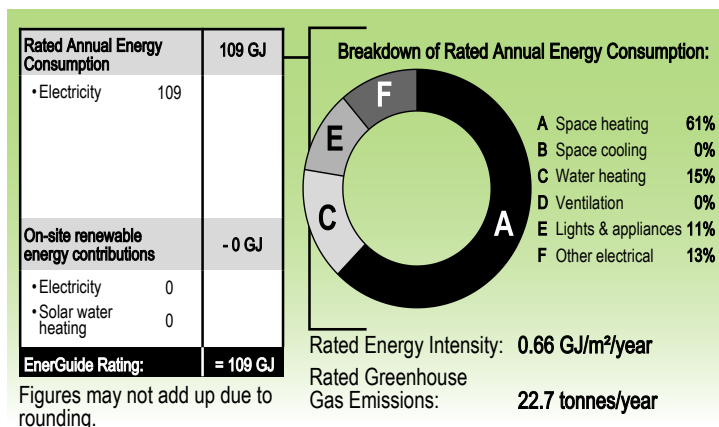 Rated Annual Energy Consumption 109 GJ
• Electricity 109
On-site renewable energy contributions - 0 GJ
• Electricity 0
• Solar water heating 0
EnerGuide Rating: = 109 GJ
Figures may not add up due to
rounding.
Breakdown of Rated Annual Energy Consumption:
F
E
C
A
A Space heating 61%
B Space cooling 0%
C Water heating 15%
D Ventilation 0%
E Lights & appliances 11%
F Other electrical 13%
Rated Energy Intensity: 0.66 GJ/m²/year
Rated Greenhouse
Gas Emissions: 22.7 tonnes/year